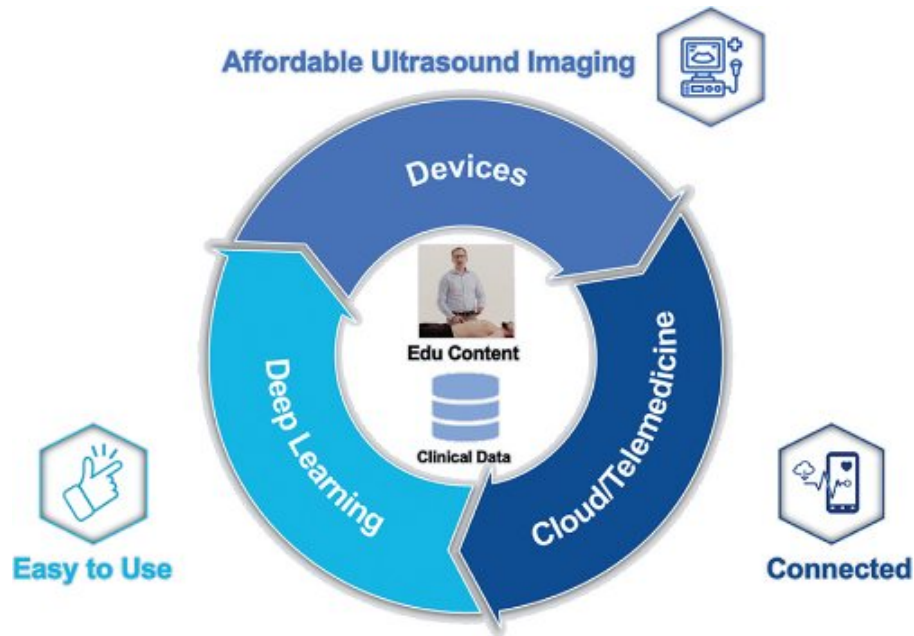 Affordable Ultrasound Imaging
Devices
Edu Content
Clinical Data
Deep Learning
Cloud/Telemedicine
Easy to Use
Connected